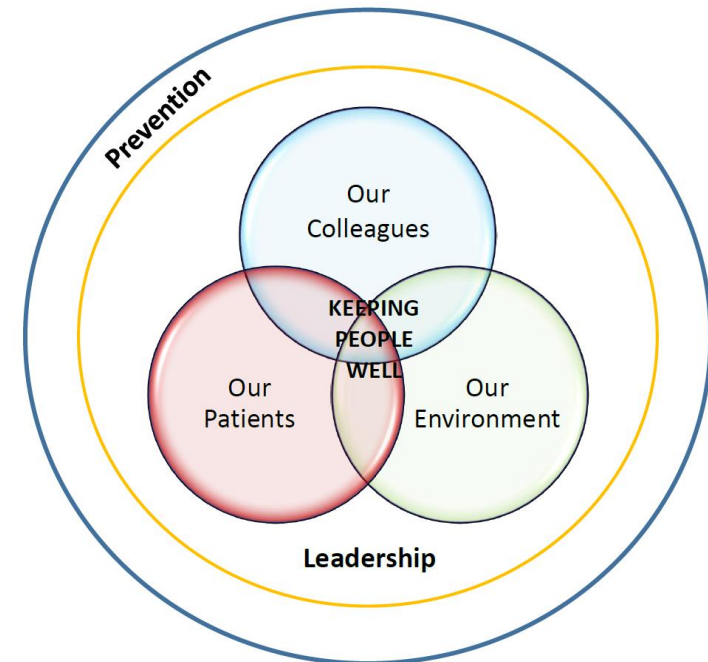 Prevention
Our
Colleagues
KEEPING
PEOPLE
WELL
Our
Patients
Our
Environment
Leadership